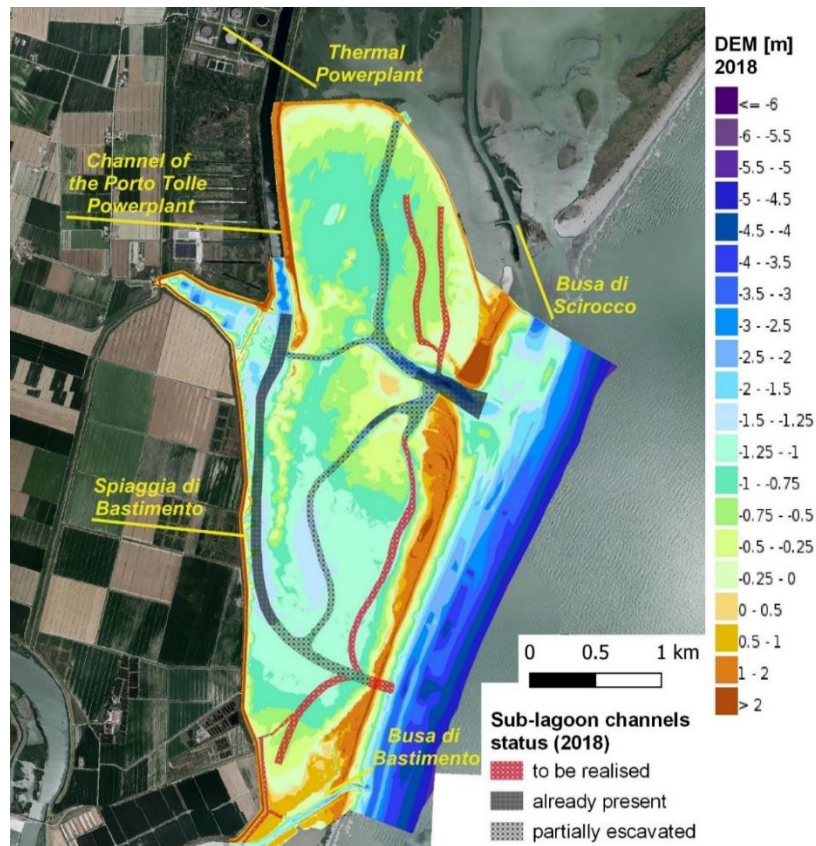 Thermal
Powerplant
Channel of
the Porto Tolle
Powerplant
Busa di
Scirocco
Spiaggia di
Bastimento
Busa di
Bastimento
DEM [m]
2018
<= -6
-6 - -5.5
-5.5 - -5
-5 - -4.5
-4.5 - -4
-4 - -3.5
-3.5 - -3
-3 - -2.5
-2.5 - -2
-2 - -1.5
-1.5 - -1.25
-1.25 - -1
-1 - -0.75
-0.75 - -0.5
-0.5 - -0.25
-0.25 - 0
0 - 0.5
0.5 - 1
1 - 2
> 2
0 0.5 1 km
Sub-lagoon channels
status (2018)
to be realised
already present
partially escavated